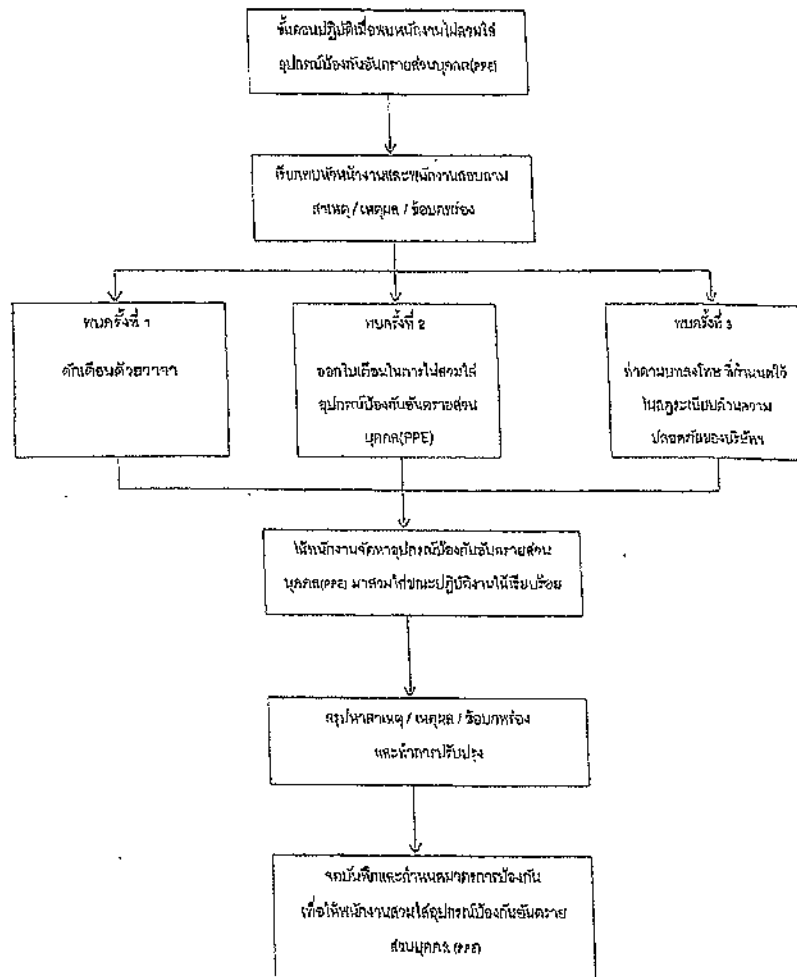 ขั้นตอนปฏิบัติเมื่อพบพนักงานไม่สวมใส่
อุปกรณ์ป้องกันอันตรายส่วนบุคคล(PPE)
เรียกพบหัวหน้างานและพนักงานสอบถาม
สาเหตุ / เหตุผล / ข้อบกพร่อง
พบครั้งที่ 1
ตักเตือนด้วยวาจา
พบครั้งที่ 2
ออกใบเตือนในการไม่สวมใส่
อุปกรณ์ป้องกันอันตรายส่วน
บุคคล(PPE)
พบครั้งที่ 3
ทำตามบทลงโทษ ที่กำหนดไว้
ในกฎระเบียบด้านความ
ปลอดภัยของบริษัทฯ
ให้พนักงานจัดหาอุปกรณ์ป้องกันอันตรายส่วน
บุคคล(PPE) มาสวมใส่ขณะปฏิบัติงานให้เรียบร้อย
สรุปหาสาเหตุ / เหตุผล / ข้อบกพร่อง
และทำการปรับปรุง
จดบันทึกและกำหนดมาตรการป้องกัน
เพื่อให้พนักงานสวมใส่อุปกรณ์ป้องกันอันตราย
ส่วนบุคคล (PPE)